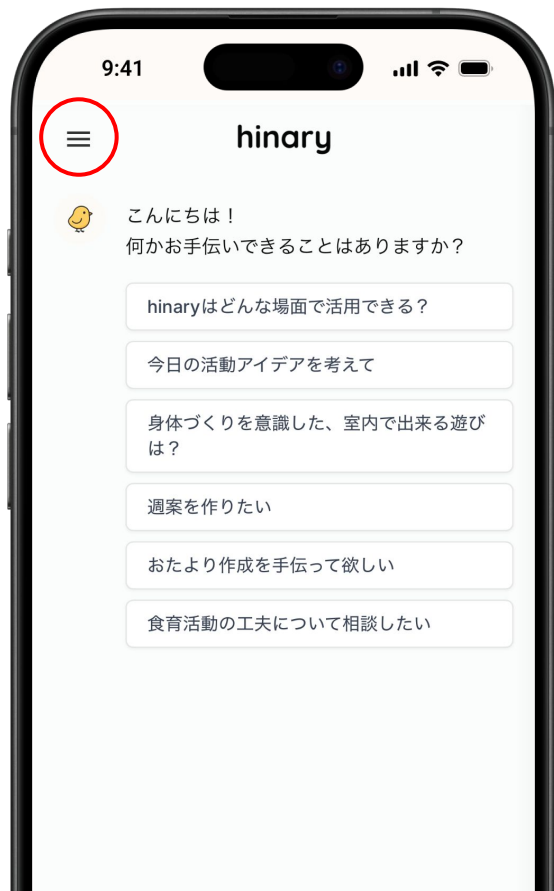 9:41
hinary
こんにちは！
何かお手伝いできることはありますか？
hinaryはどんな場面で活用できる？
今日の活動アイデアを考えて
身体づくりを意識した、室内で出来る遊び
は？
週案を作りたい
おたより作成を手伝って欲しい
食育活動の工夫について相談したい